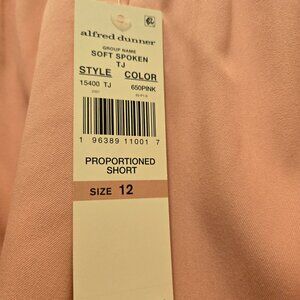 alfred dunner
GROUP NAME
SOFT SPOKEN
TJ
STYLE COLOR
15400 TJ 650PINK
1 96389 11001 7
PROPORTIONED
SHORT
SIZE 12